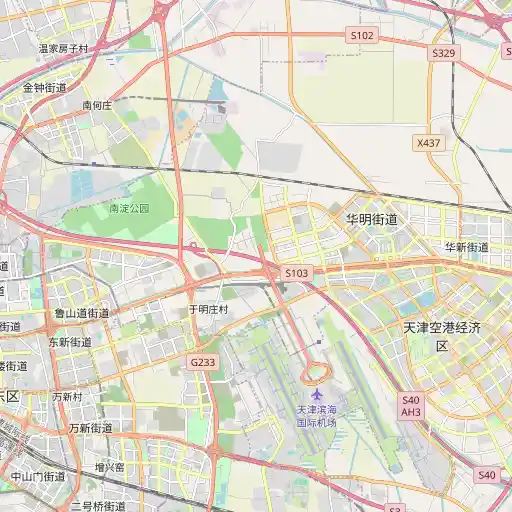 S102
温家房子村
S329
金钟街道
南何庄
X437
南淀公园
华明街道
华新街道
S103
于明庄村
鲁山道街道
天津空港经济
区
东新街道
G233
万新村
S40
AH3
天津滨海
国际机场
万新街道
增兴窑
中山门街道
S40
二号桥街道
S3